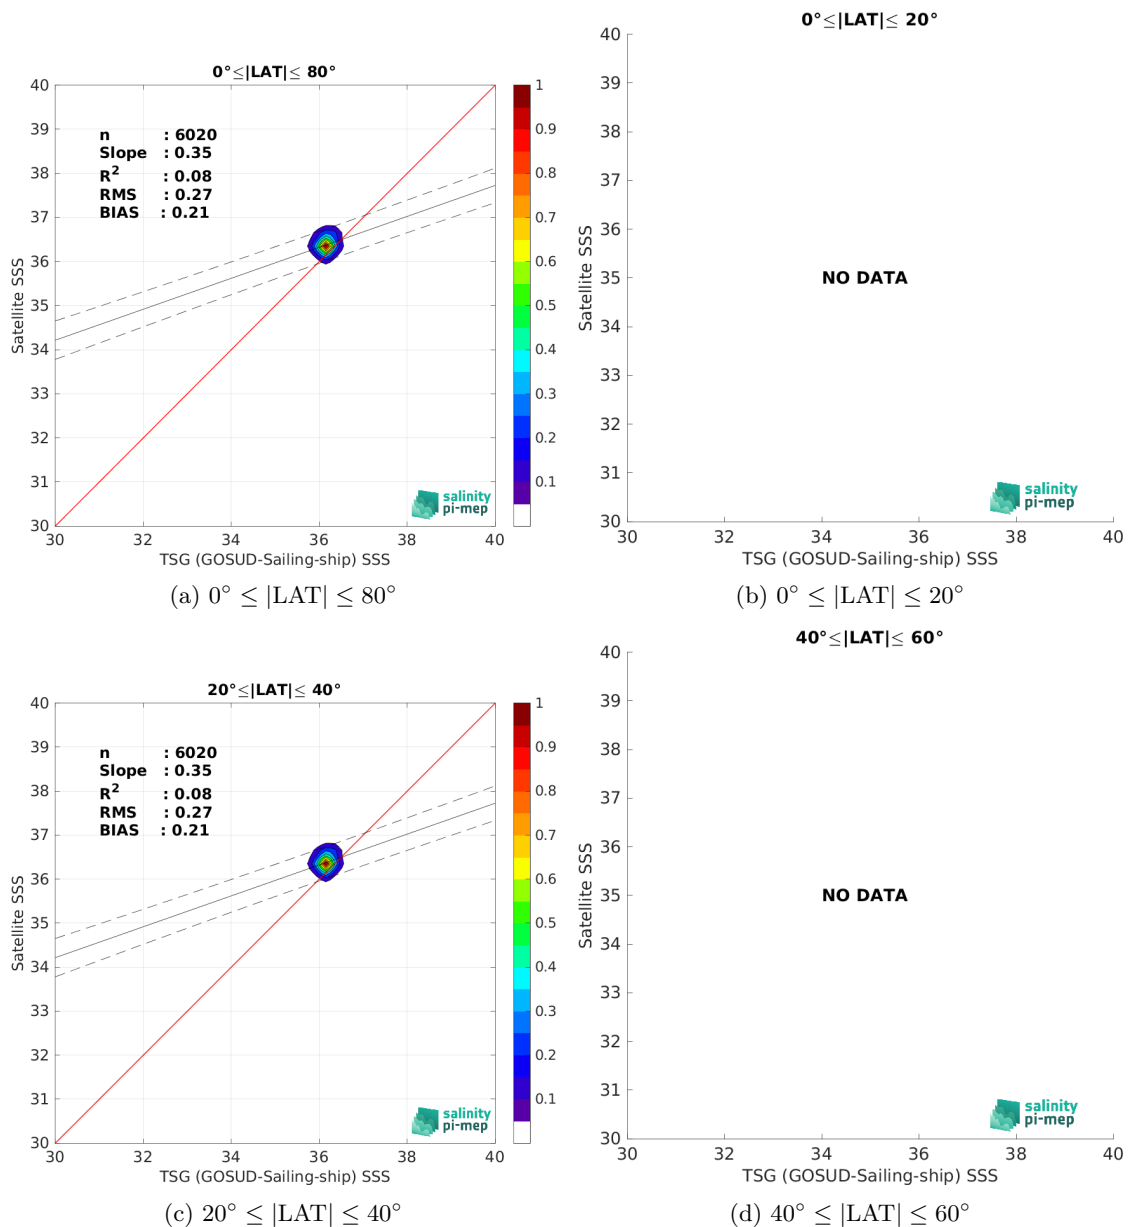 0°≤|LAT|≤ 80°
40
39
38
37
36
35
34
33
32
31
30
Satellite SSS
n : 6020
Slope : 0.35
R² : 0.08
RMS : 0.27
BIAS : 0.21
salinity
pi-mep
30 32 34 36 38 40
TSG (GOSUD-Sailing-ship) SSS
1
0.9
0.8
0.7
0.6
0.5
0.4
0.3
0.2
0.1
(a) 0° ≤ |LAT| ≤ 80°
0°≤|LAT|≤ 20°
40
39
38
37
36
35
34
33
32
31
30
Satellite SSS
NO DATA
salinity
pi-mep
30 32 34 36 38 40
TSG (GOSUD-Sailing-ship) SSS
(b) 0° ≤ |LAT| ≤ 20°
20°≤|LAT|≤ 40°
40
39
38
37
36
35
34
33
32
31
30
Satellite SSS
n : 6020
Slope : 0.35
R² : 0.08
RMS : 0.27
BIAS : 0.21
salinity
pi-mep
30 32 34 36 38 40
TSG (GOSUD-Sailing-ship) SSS
1
0.9
0.8
0.7
0.6
0.5
0.4
0.3
0.2
0.1
(c) 20° ≤ |LAT| ≤ 40°
40°≤|LAT|≤ 60°
40
39
38
37
36
35
34
33
32
31
30
Satellite SSS
NO DATA
salinity
pi-mep
30 32 34 36 38 40
TSG (GOSUD-Sailing-ship) SSS
(d) 40° ≤ |LAT| ≤ 60°